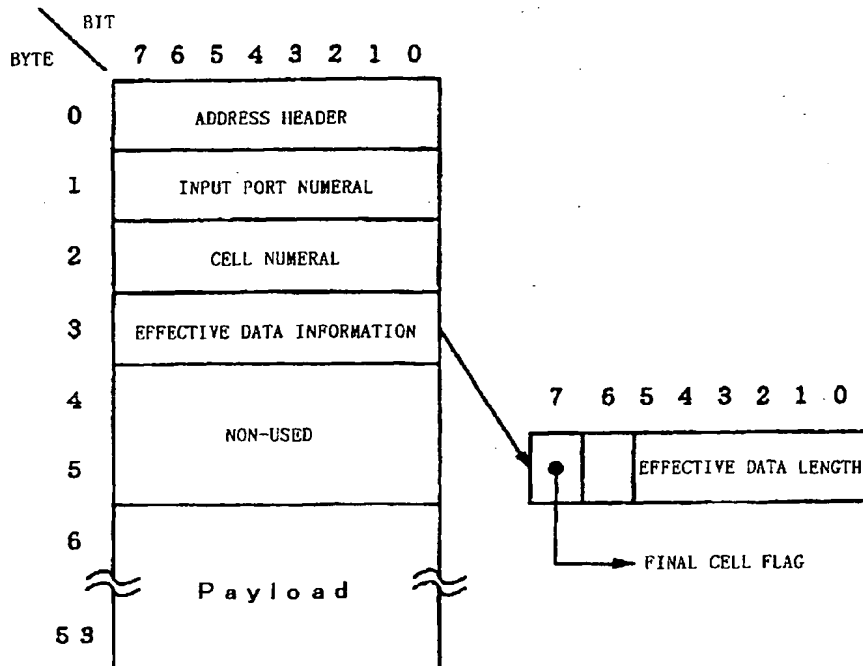 BIT
BYTE 7 6 5 4 3 2 1 0
0 ADDRESS HEADER
1 INPUT PORT NUMERAL
2 CELL NUMERAL
3 EFFECTIVE DATA INFORMATION
4
NON-USED
5
6
Payload
53
7 6 5 4 3 2 1 0
EFFECTIVE DATA LENGTH
FINAL CELL FLAG